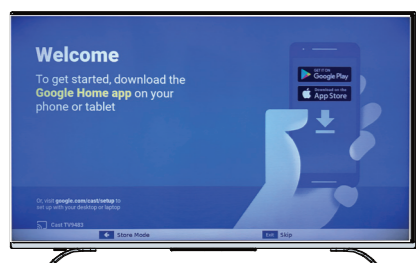 Welcome
To get started, download the
Google Home app on your
phone or tablet
GET IT ON
Google Play
Download on the
App Store
Or, visit google.com/cast/setup to
set up with your desktop or laptop
Cast TV9483
Store Mode
Exit Skip